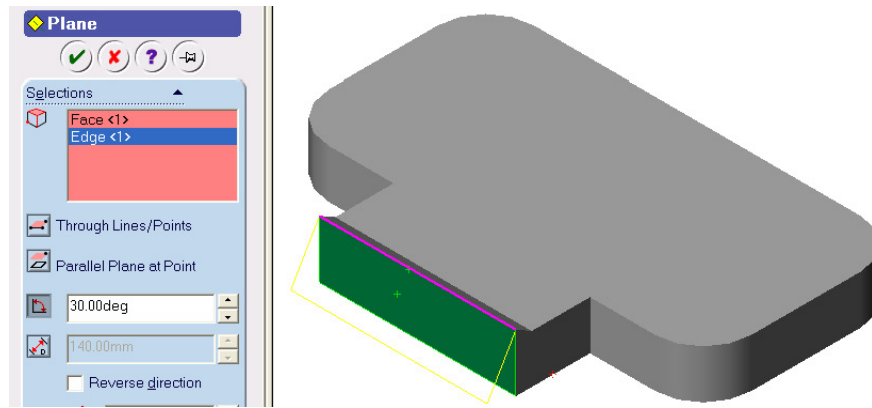 Plane
?
Selections
Face <1>
Edge <1>
Through Lines/Points
Parallel Plane at Point
30.00deg
D
140.00mm
Reverse direction